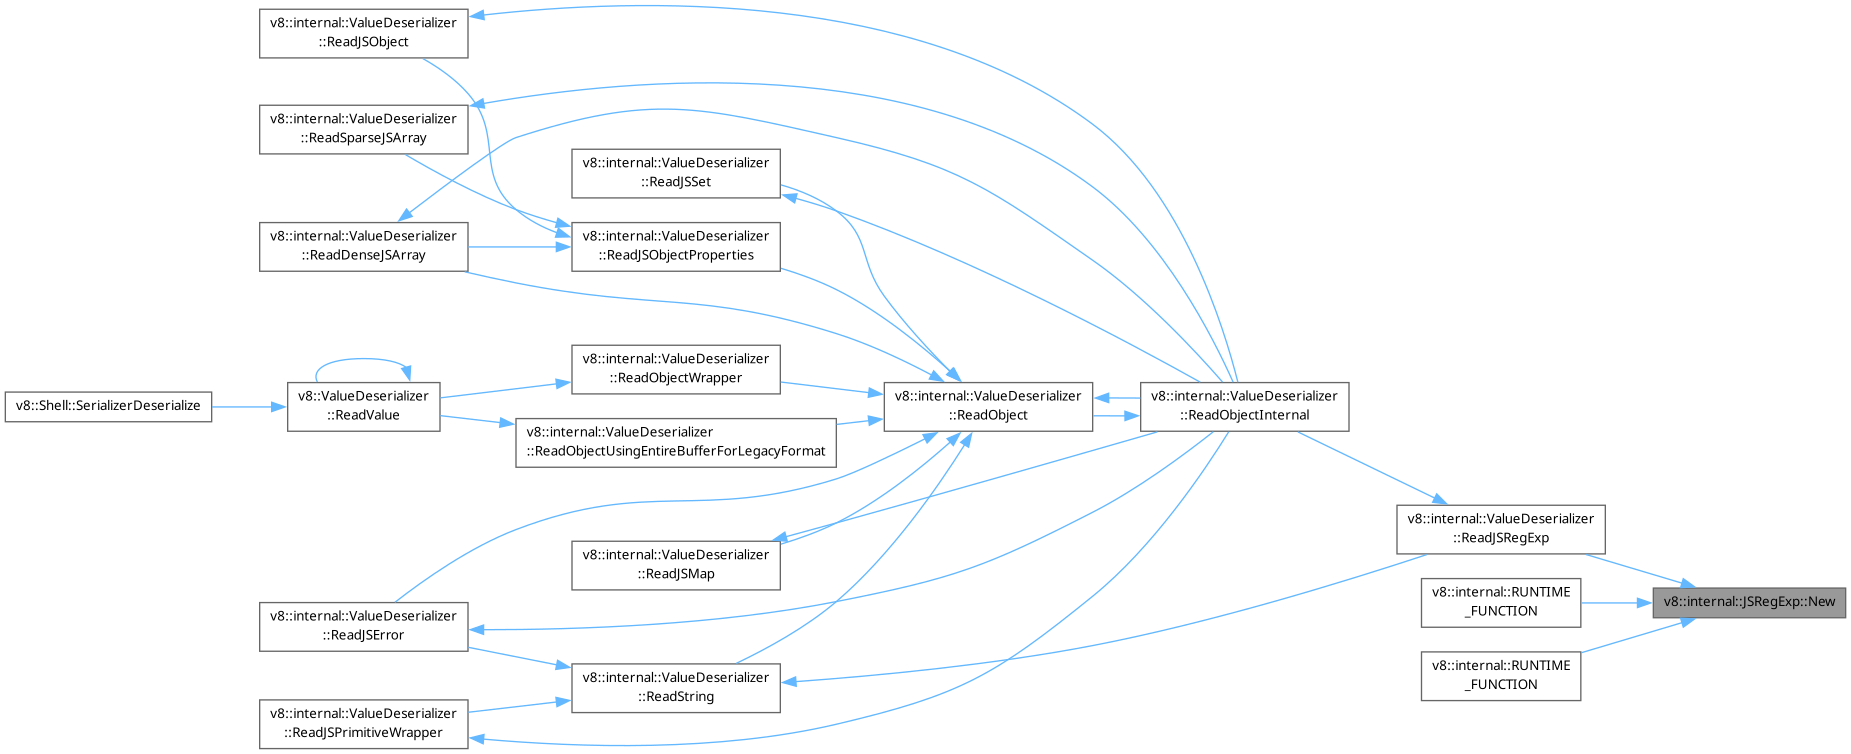 v8::internal::ValueDeserializer
::ReadJSObject
v8::internal::ValueDeserializer
::ReadSparseJSArray
v8::internal::ValueDeserializer
::ReadJSSet
v8::internal::ValueDeserializer
::ReadDenseJSArray
v8::internal::ValueDeserializer
::ReadJSObjectProperties
v8::internal::ValueDeserializer
::ReadObjectWrapper
v8::Shell::SerializerDeserialize
v8::ValueDeserializer
::ReadValue
v8::internal::ValueDeserializer
::ReadObject
v8::internal::ValueDeserializer
::ReadObjectInternal
v8::internal::ValueDeserializer
::ReadObjectUsingEntireBufferForLegacyFormat
v8::internal::ValueDeserializer
::ReadJSRegExp
v8::internal::ValueDeserializer
::ReadJSMap
v8::internal::RUNTIME
_FUNCTION
v8::internal::JSRegExp::New
v8::internal::ValueDeserializer
::ReadJSError
v8::internal::ValueDeserializer
::ReadString
v8::internal::RUNTIME
_FUNCTION
v8::internal::ValueDeserializer
::ReadJSPrimitiveWrapper